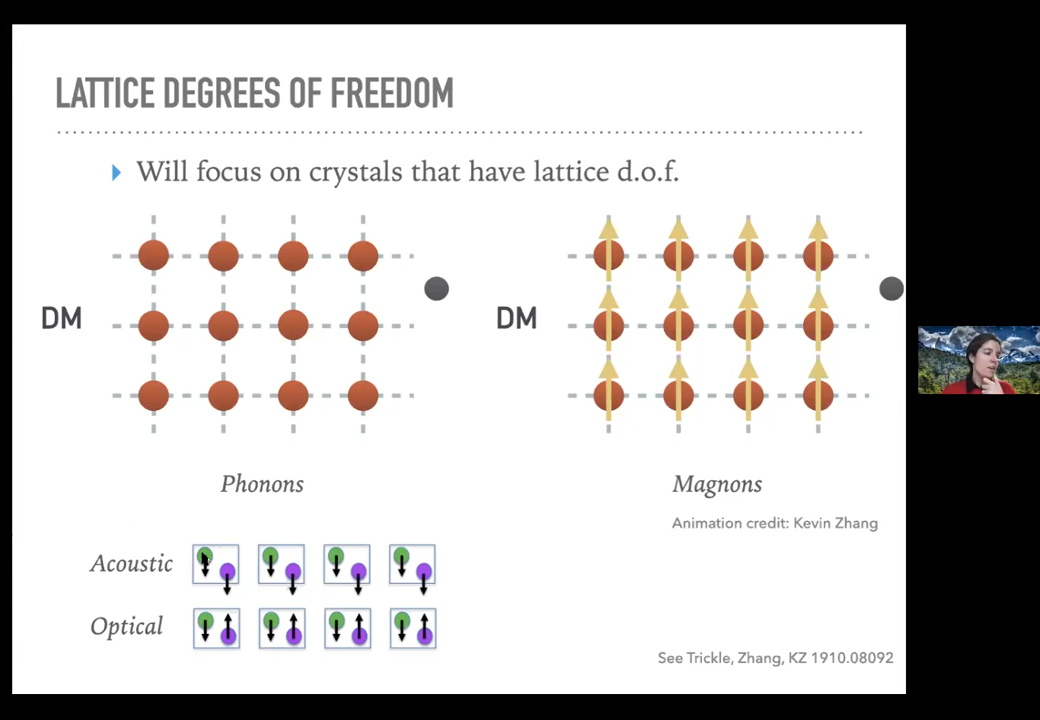 LATTICE DEGREES OF FREEDOM
Will focus on crystals that have lattice d.o.f.
DM
DM
Phonons
Magnons
Animation credit: Kevin Zhang
Acoustic
Optical
See Trickle, Zhang, KZ 1910.08092